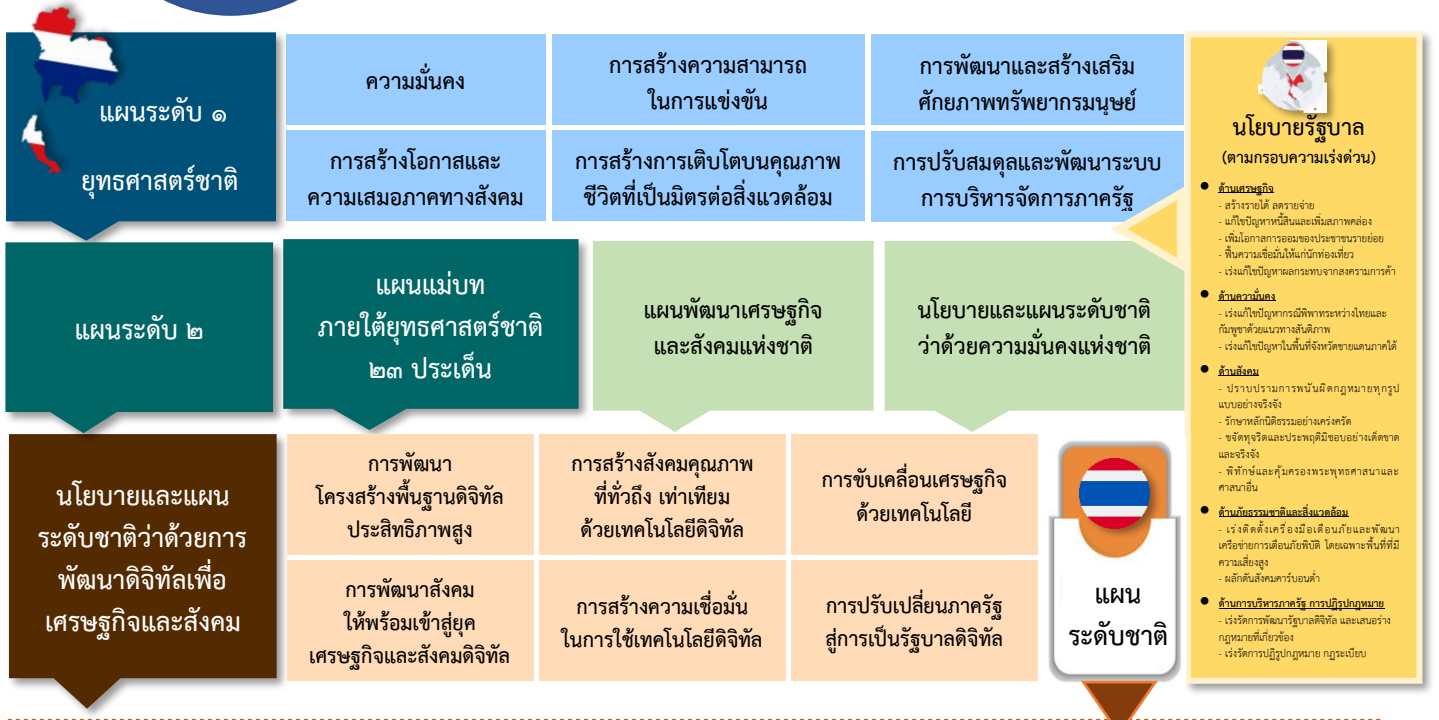 แผนระดับ ๑
ยุทธศาสตร์ชาติ
ความมั่นคง
การสร้างความสามารถ
ในการแข่งขัน
การพัฒนาและสร้างเสริม
ศักยภาพทรัพยากรมนุษย์
การสร้างโอกาสและ
ความเสมอภาคทางสังคม
การสร้างการเติบโตบนคุณภาพ
ชีวิตที่เป็นมิตรต่อสิ่งแวดล้อม
การปรับสมดุลและพัฒนาระบบ
การบริหารจัดการภาครัฐ
แผนระดับ ๒
แผนแม่บท
ภายใต้ยุทธศาสตร์ชาติ
๒๓ ประเด็น
แผนพัฒนาเศรษฐกิจ
และสังคมแห่งชาติ
นโยบายและแผนระดับชาติ
ว่าด้วยความมั่นคงแห่งชาติ
นโยบายและแผน
ระดับชาติว่าด้วยการ
พัฒนาดิจิทัลเพื่อ
เศรษฐกิจและสังคม
การพัฒนา
โครงสร้างพื้นฐานดิจิทัล
ประสิทธิภาพสูง
การสร้างสังคมคุณภาพ
ที่ทั่วถึง เท่าเทียม
ด้วยเทคโนโลยีดิจิทัล
การขับเคลื่อนเศรษฐกิจ
ด้วยเทคโนโลยี
การพัฒนาสังคม
ให้พร้อมเข้าสู่ยุค
เศรษฐกิจและสังคมดิจิทัล
การสร้างความเชื่อมั่น
ในการใช้เทคโนโลยีดิจิทัล
การปรับเปลี่ยนภาครัฐ
สู่การเป็นรัฐบาลดิจิทัล
แผน
ระดับชาติ
นโยบายรัฐบาล
(ตามกรอบความเร่งด่วน)
● ด้านเศรษฐกิจ
- สร้างรายได้ ลดรายจ่าย
- แก้ไขปัญหาหนี้สินและเพิ่มสภาพคล่อง
- เพิ่มโอกาสการออมของประชาชนรายย่อย
- ฟื้นความเชื่อมั่นให้แก่นักท่องเที่ยว
- เร่งแก้ไขปัญหาผลกระทบจากสงครามการค้า
● ด้านความมั่นคง
- เร่งแก้ไขปัญหากรณีพิพาทระหว่างไทยและ
กัมพูชาด้วยแนวทางสันติภาพ
- เร่งแก้ไขปัญหาในพื้นที่จังหวัดชายแดนภาคใต้
● ด้านสังคม
- ปราบปรามการพนันผิดกฎหมายทุกรูป
แบบอย่างจริงจัง
- รักษาหลักนิติธรรมอย่างเคร่งครัด
- ขจัดทุจริตและประพฤติมิชอบอย่างเด็ดขาด
และจริงจัง
- พิทักษ์และคุ้มครองพระพุทธศาสนาและ
ศาสนาอื่น
● ด้านภัยธรรมชาติและสิ่งแวดล้อม
- เร่งติดตั้งเครื่องมือเตือนภัยและพัฒนา
เครือข่ายการเตือนภัยพิบัติ โดยเฉพาะพื้นที่ที่มี
ความเสี่ยงสูง
- ผลักดันสังคมคาร์บอนต่ำ
● ด้านการบริหารภาครัฐ การปฏิรูปกฎหมาย
- เร่งรัดการพัฒนารัฐบาลดิจิทัล และเสนอร่าง
กฎหมายที่เกี่ยวข้อง
- เร่งรัดการปฏิรูปกฎหมาย กฎระเบียบ